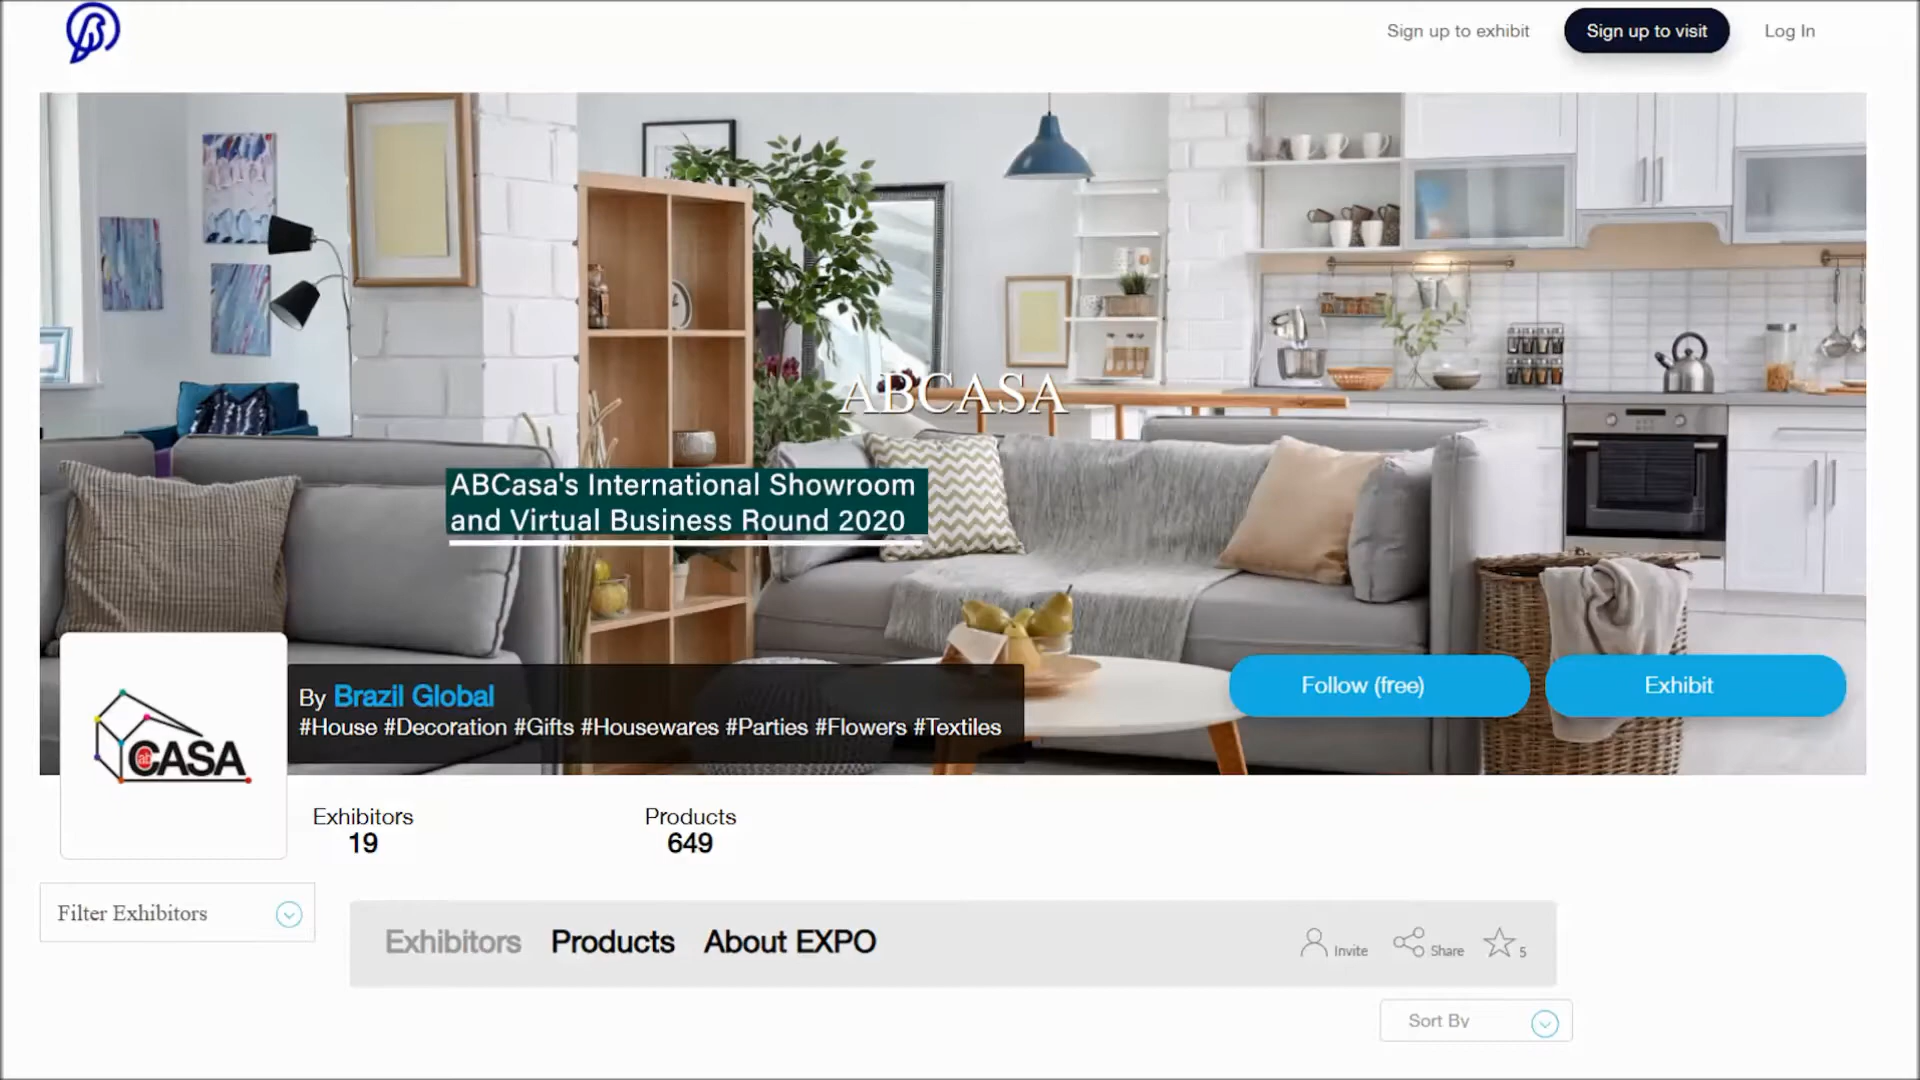 Sign up to exhibit
Sign up to visit
Log In
ABCASA
ABCasa's International Showroom
and Virtual Business Round 2020
By Brazil Global
#House #Decoration #Gifts #Housewares #Parties #Flowers #Textiles
Follow (free)
Exhibit
abCASA
Exhibitors
19
Products
649
Filter Exhibitors
Exhibitors
Products
About EXPO
Invite
Share
5
Sort By